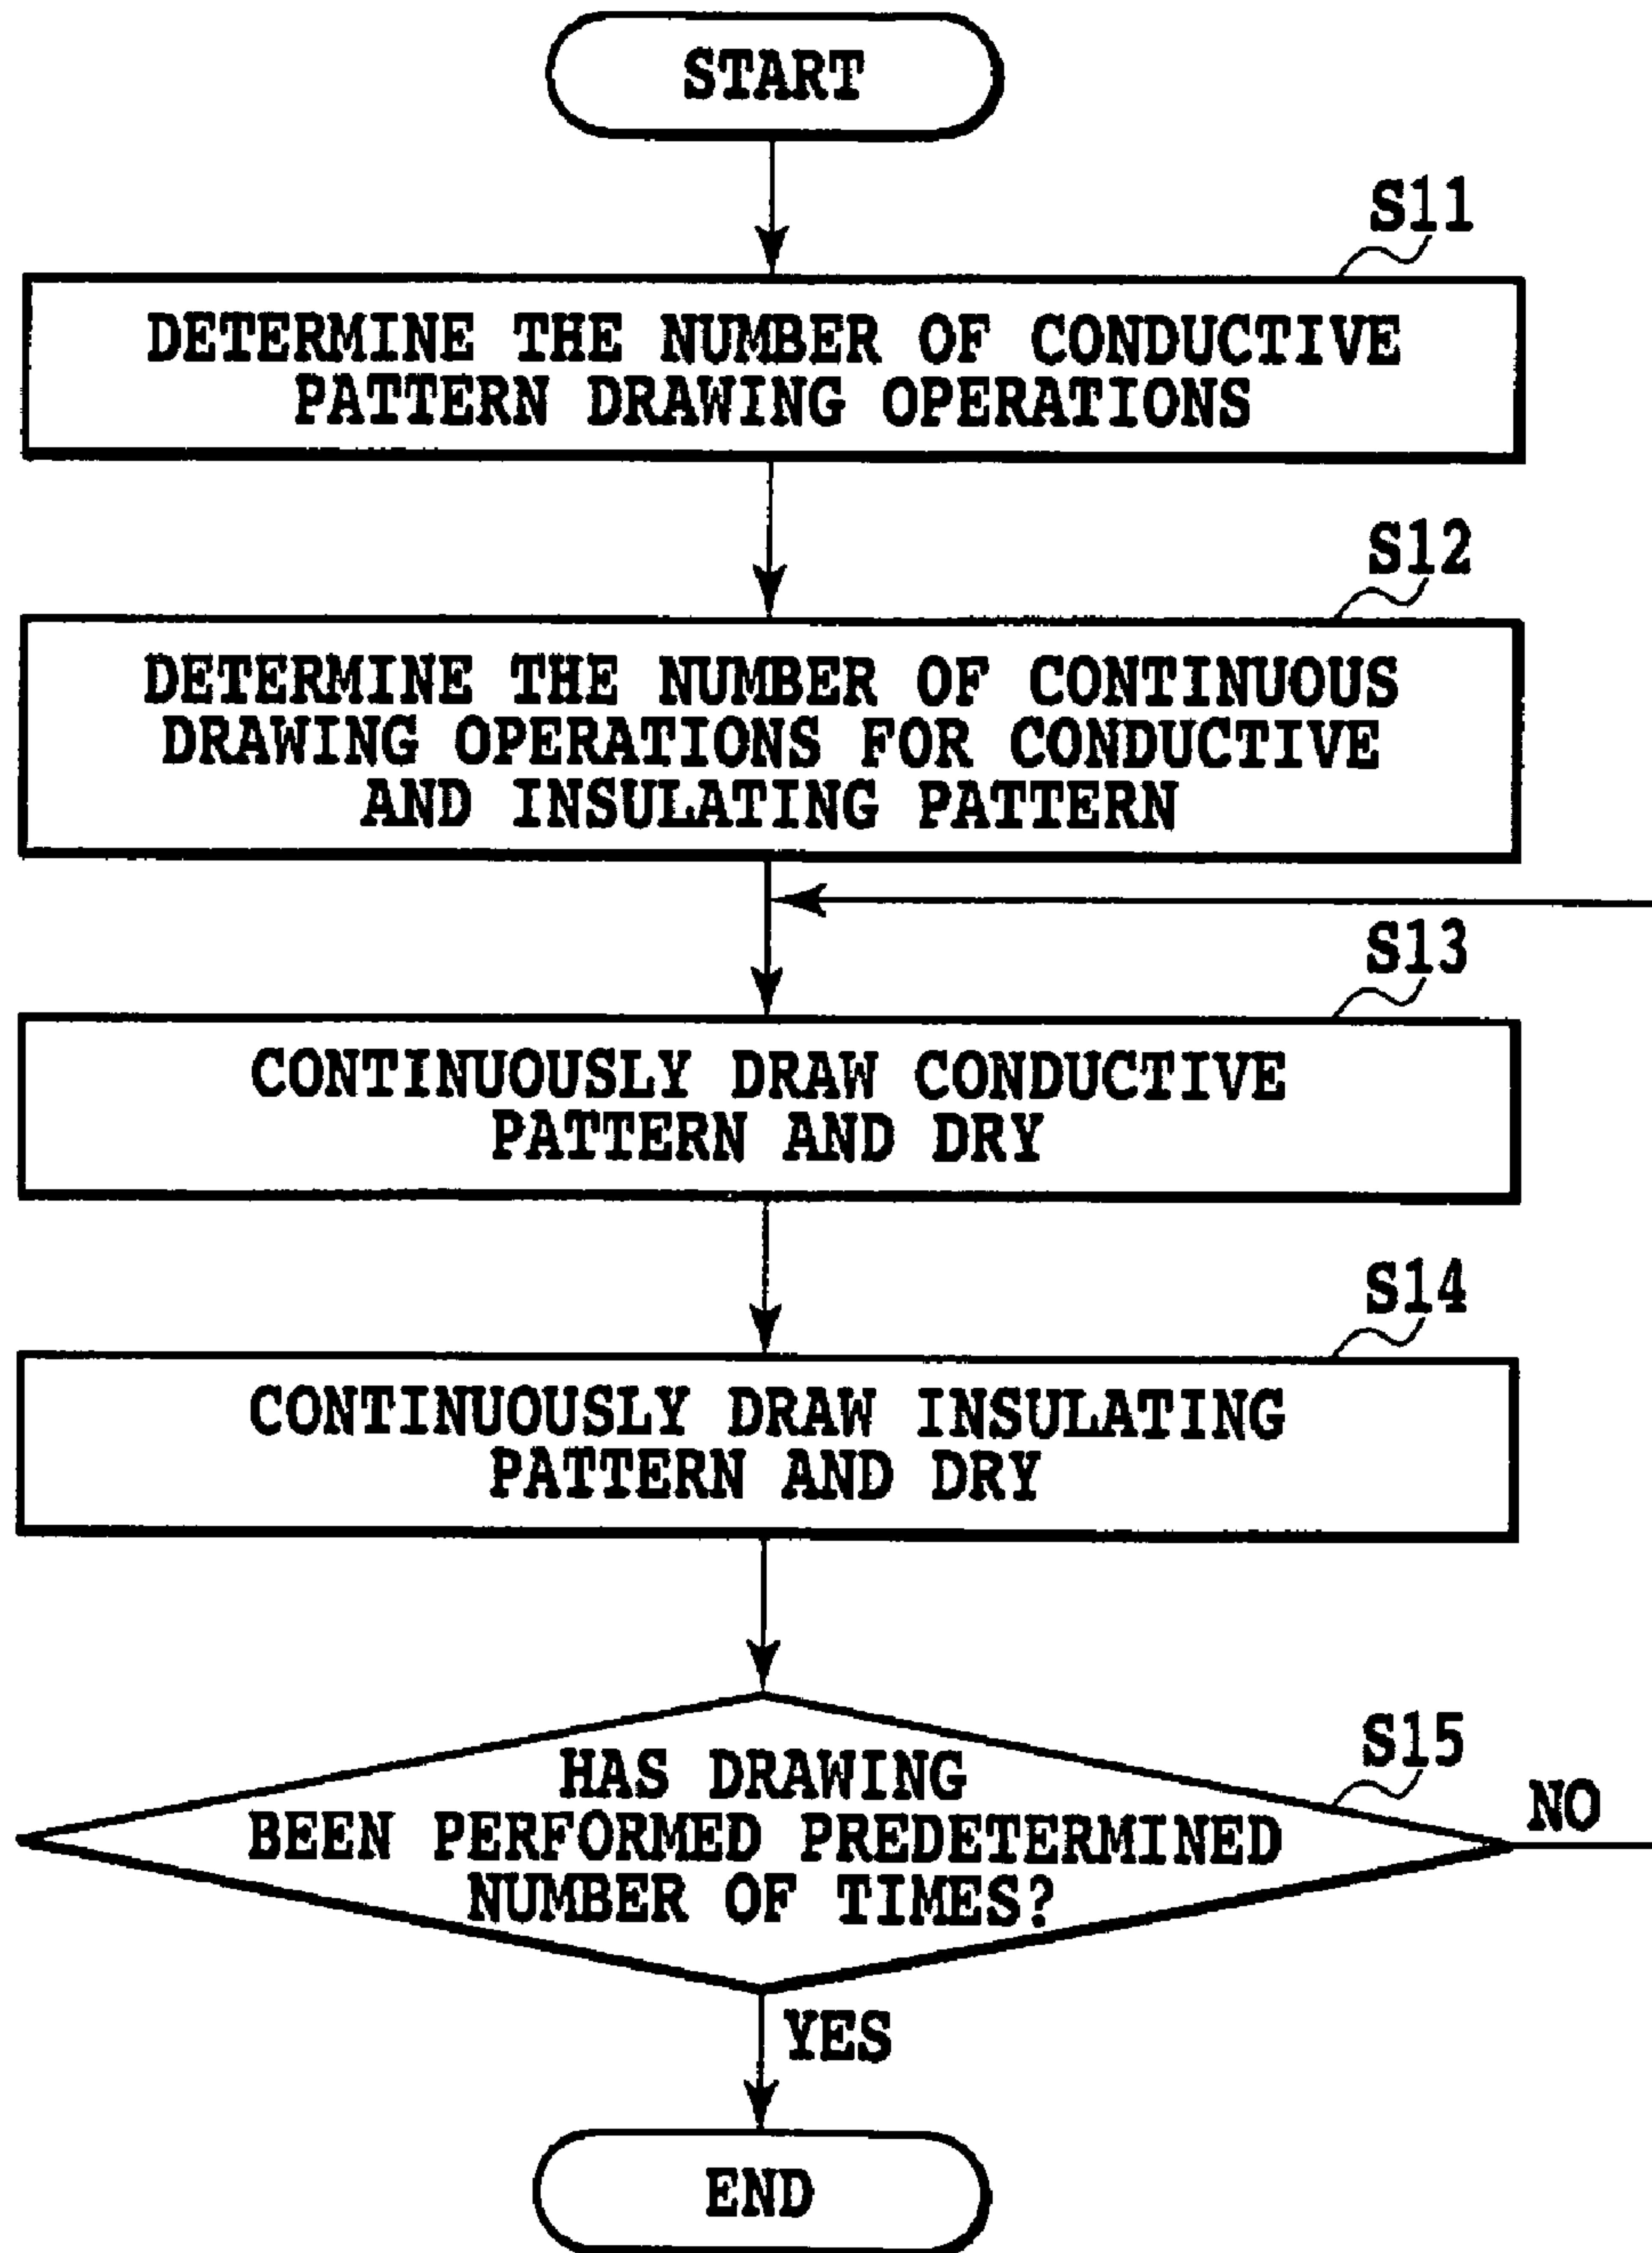 START
S11
DETERMINE THE NUMBER OF CONDUCTIVE
PATTERN DRAWING OPERATIONS
S12
DETERMINE THE NUMBER OF CONTINUOUS
DRAWING OPERATIONS FOR CONDUCTIVE
AND INSULATING PATTERN
S13
CONTINUOUSLY DRAW CONDUCTIVE
PATTERN AND DRY
S14
CONTINUOUSLY DRAW INSULATING
PATTERN AND DRY
S15
HAS DRAWING
BEEN PERFORMED PREDETERMINED
NUMBER OF TIMES?
NO
YES
END